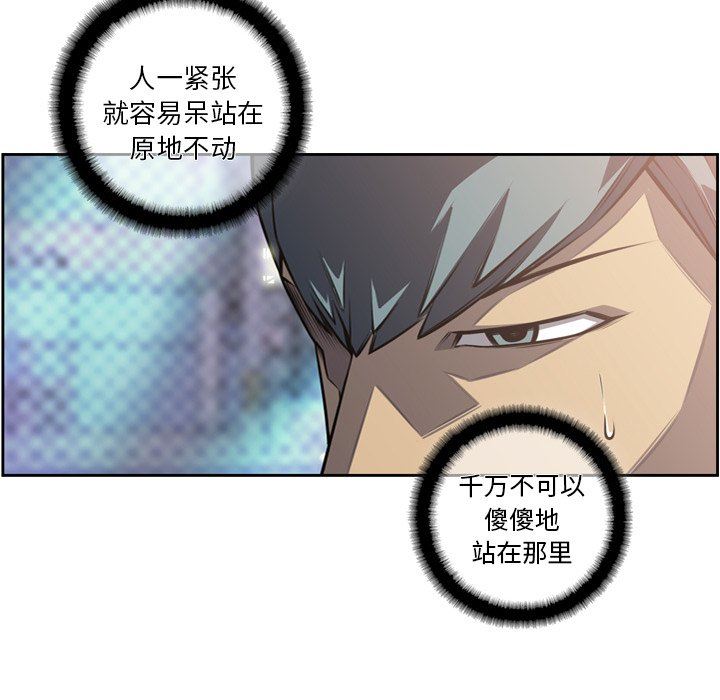 人一紧张
就容易呆站在
原地不动
千万不可以
傻傻地
站在那里